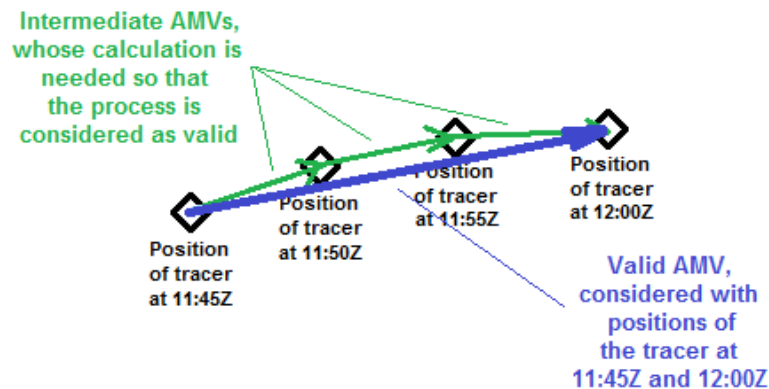 Intermediate AMVs,
whose calculation is
needed so that
the process is
considered as valid
Position
of tracer
at 11:45Z
Position
of tracer
at 11:50Z
Position
of tracer
at 11:55Z
Position
of tracer
at 12:00Z
Valid AMV,
considered with
positions of
the tracer at
11:45Z and 12:00Z